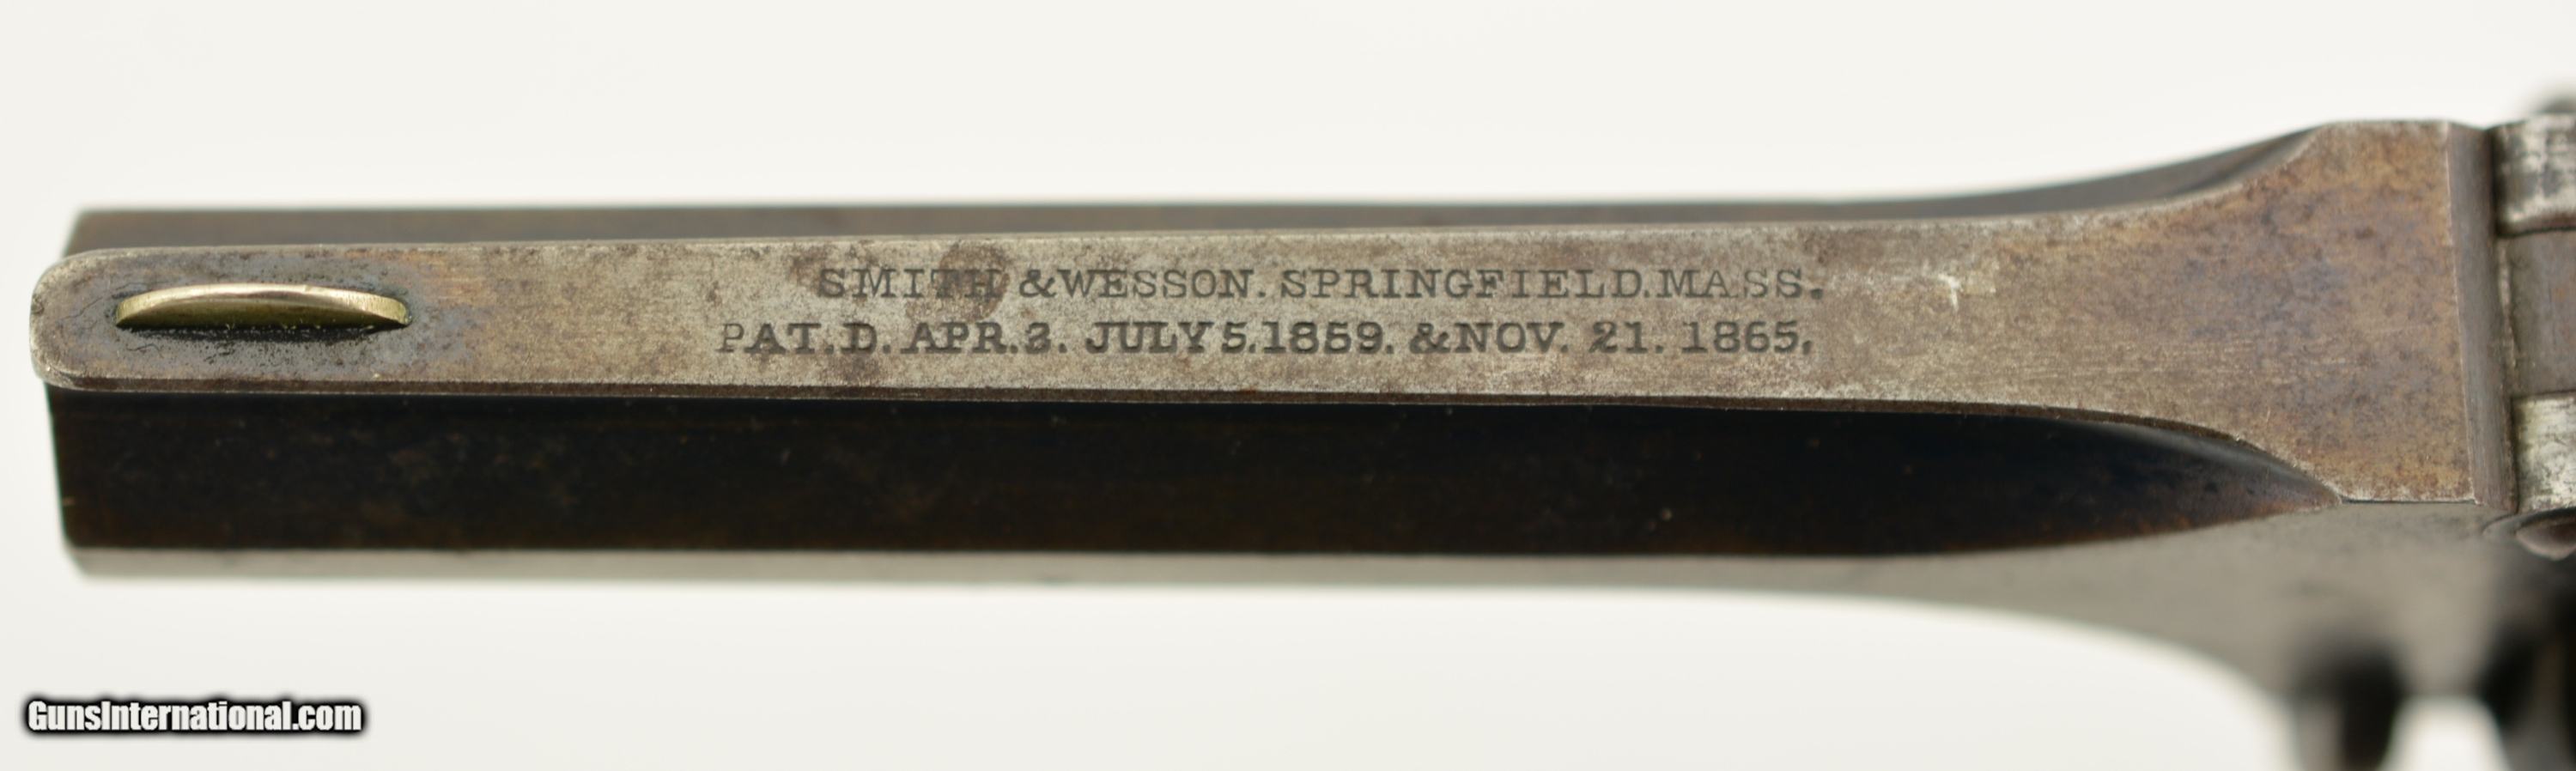 SMITH & WESSON. SPRINGFIELD. MASS.
PAT.D. APR.3. JULY 5.1859. & NOV. 21. 1865.
GunsInternational.com